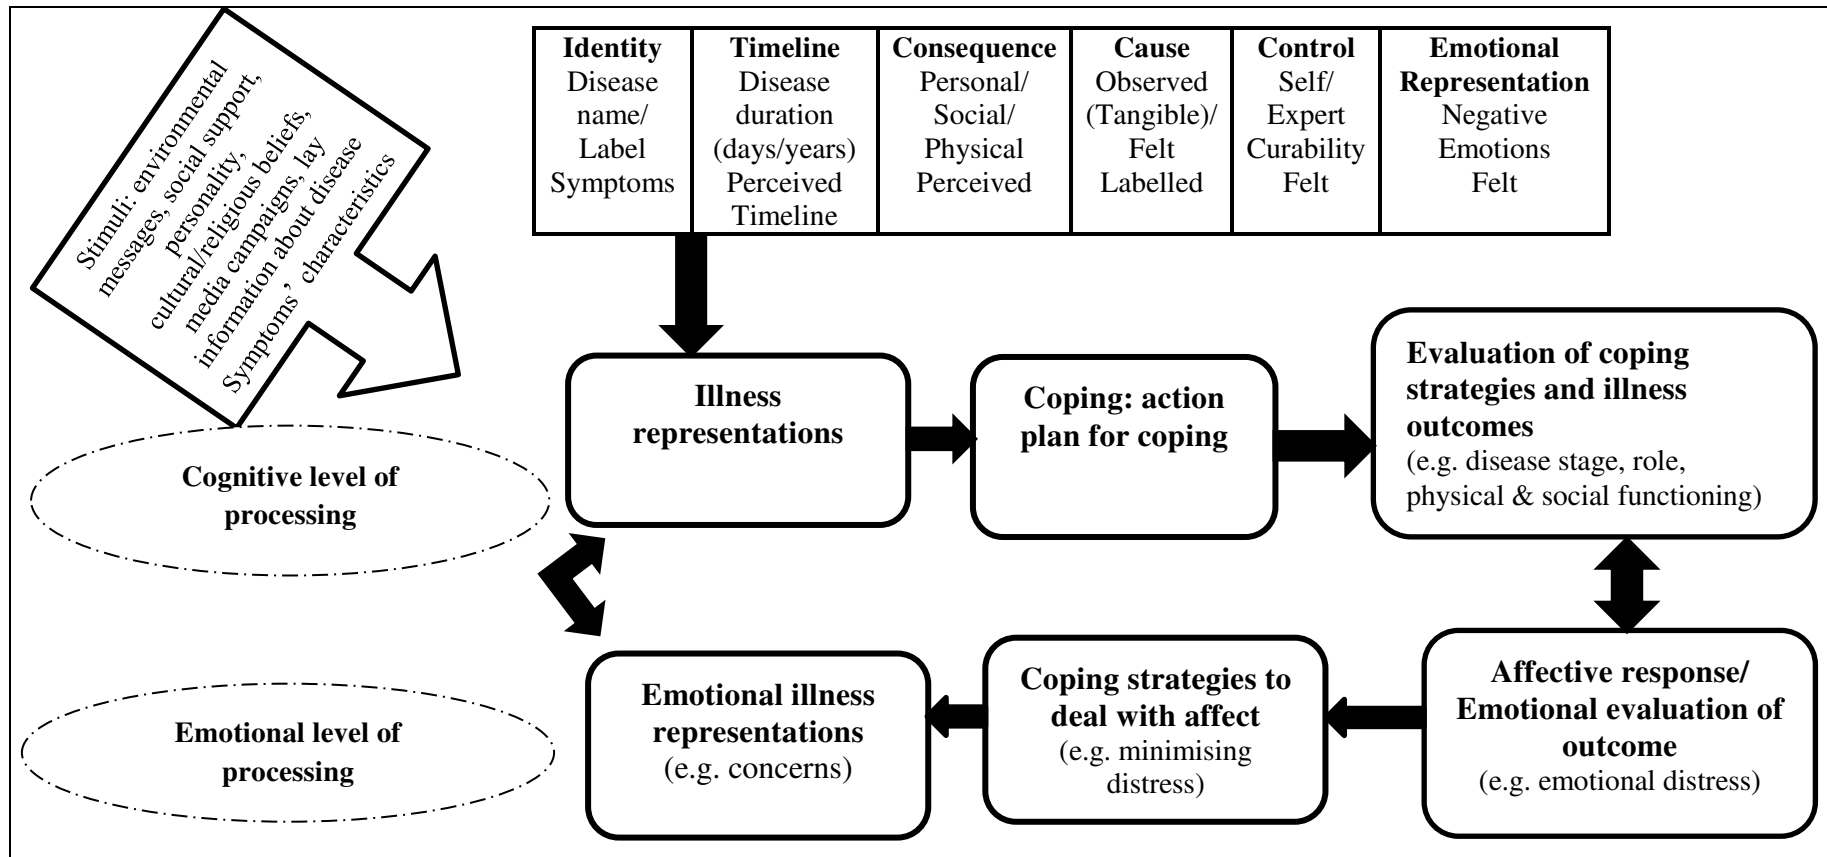 Stimuli: environmental
messages, social support,
personality,
cultural/religious beliefs,
media campaigns, lay
information about disease
Symptoms’ characteristics
Identity
Disease
name/
Label
Symptoms
Timeline
Disease
duration
(days/years)
Perceived
Timeline
Consequence
Personal/
Social/
Physical
Perceived
Cause
Observed
(Tangible)/
Felt
Labelled
Control
Self/
Expert
Curability
Felt
Emotional
Representation
Negative
Emotions
Felt
Cognitive level of
processing
Illness
representations
Coping: action
plan for coping
Evaluation of coping
strategies and illness
outcomes
(e.g. disease stage, role,
physical & social functioning)
Emotional level of
processing
Emotional illness
representations
(e.g. concerns)
Coping strategies to
deal with affect
(e.g. minimising
distress)
Affective response/
Emotional evaluation of
outcome
(e.g. emotional distress)